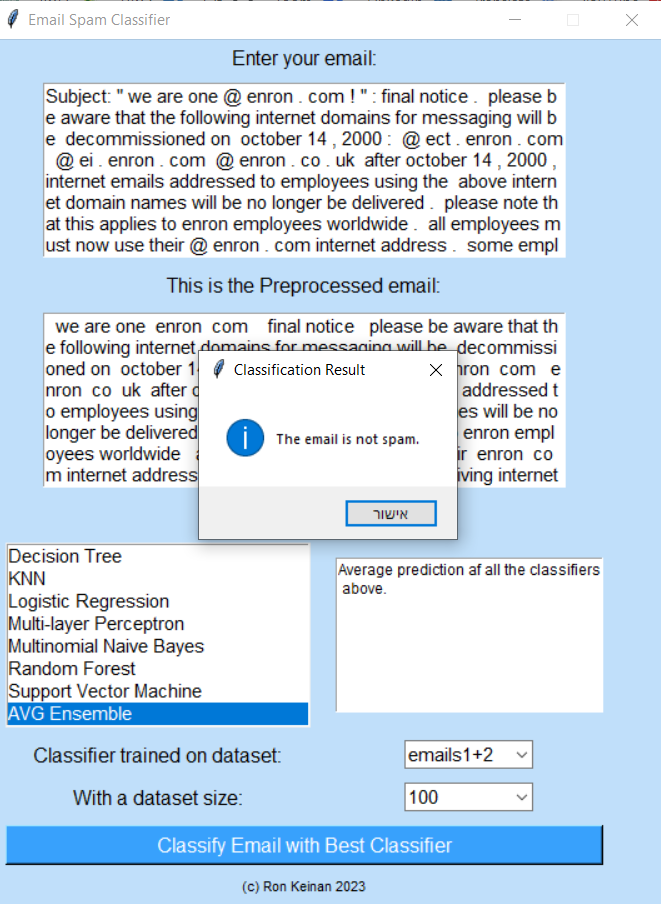 Email Spam Classifier
Enter your email:
Subject: " we are one @ enron . com ! " : final notice .  please b
e aware that the following internet domains for messaging will b
e  decommissioned on  october 14 , 2000 :  @ ect . enron . com
@ ei . enron . com  @ enron . co . uk  after october 14 , 2000 ,
internet emails addressed to employees using the  above intern
et domain names will be no longer be delivered .  please note th
at this applies to enron employees worldwide .  all employees m
ust now use their @ enron . com internet address .  some empl
This is the Preprocessed email:
we are one  enron  com    final notice   please be aware that th
e following internet domains for messaging will be  decommissi
oned on  october 1 nron  com   e
nron  co  uk  after o addressed t
o employees using es will be no
longer be delivered enron empl
oyees worldwide ir  enron  co
m internet address iving internet
Classification Result
The email is not spam.
אישור
Decision Tree
KNN
Logistic Regression
Multi-layer Perceptron
Multinomial Naive Bayes
Random Forest
Support Vector Machine
AVG Ensemble
Average prediction af all the classifiers
above.
Classifier trained on dataset:
emails1+2
With a dataset size:
100
Classify Email with Best Classifier
(c) Ron Keinan 2023